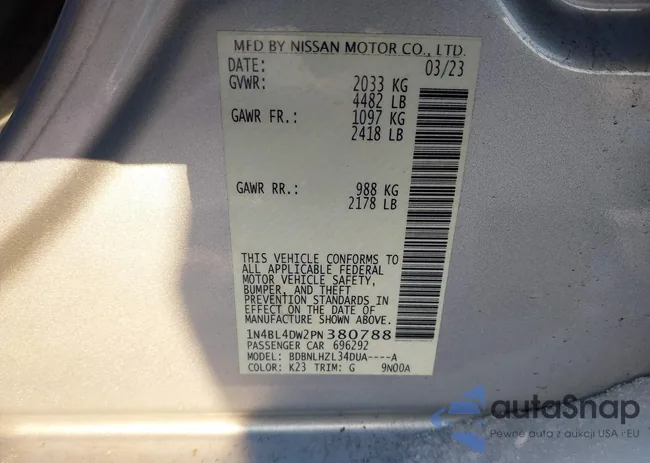 MFD BY NISSAN MOTOR CO., LTD.
DATE: 03/23
GVWR: 2033 KG
4482 LB
GAWR FR.: 1097 KG
2418 LB
GAWR RR.: 988 KG
2178 LB
THIS VEHICLE CONFORMS TO
ALL APPLICABLE FEDERAL
MOTOR VEHICLE SAFETY,
BUMPER, AND THEFT
PREVENTION STANDARDS IN
EFFECT ON THE DATE OF
MANUFACTURE SHOWN ABOVE.
1N4BL4DW2PN380788
PASSENGER CAR 696292
MODEL: BDBNLHZL34DUA----A
COLOR: K23 TRIM: G 9N00A
autaSnap
Pewne auto z aukcji USA i EU